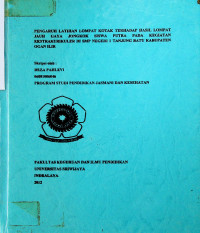 PENGARUH LATIHAN LOMPAT KOTAK TERHADAP HASIL LOMPAT
JAUH GAYA JONGKOK SISWA PUTRA PADA KEGIATAN
EKSTRAKURIKULER DI SMP NEGERI 1 TANJUNG BATU KABUPATEN
OGAN ILIR
Skripsi oleh
REZA PAHLEVI
PROGRAM STUDI PENDIDIKAN JASMANI DAN KESEHATAN
FAKULTAS KEGURUAN DAN ILMU PENDIDIKAN
UNIVERSITAS SRIWIJAYA
INDRALAYA
2012